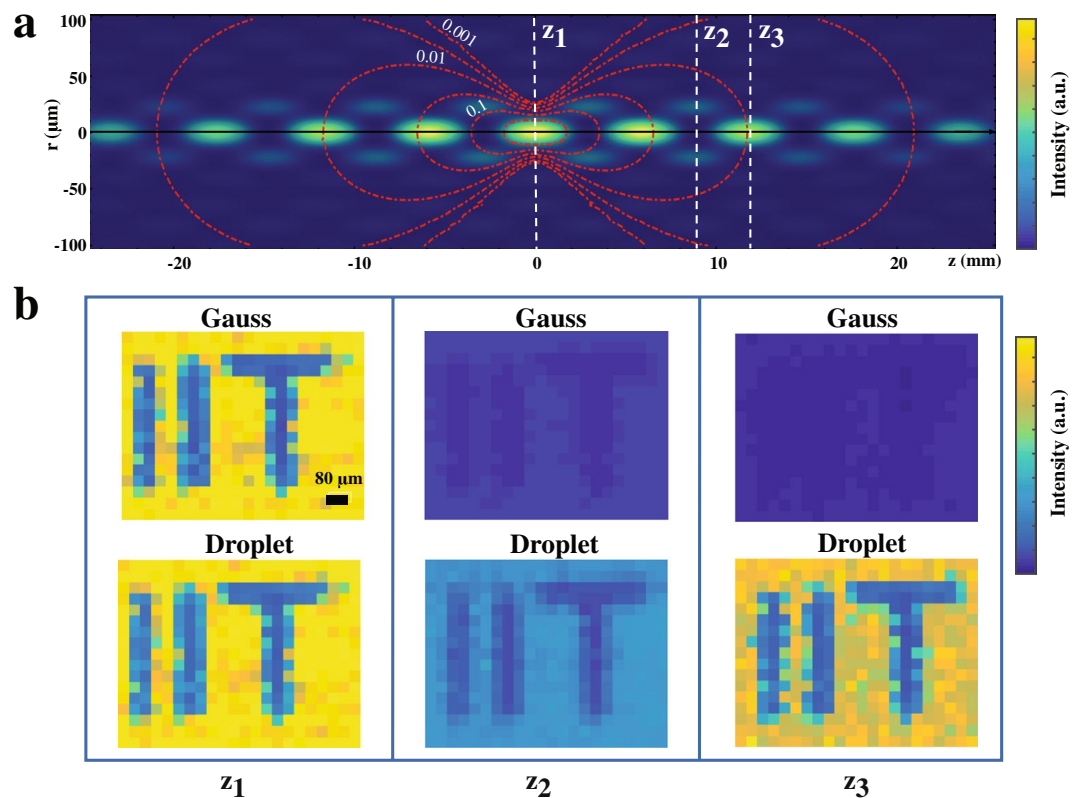 a
100
50
0
-50
-100
r (μm)
0.001
0.01
0.1
z1
z2
z3
-20
-10
0
10
20
z (mm)
Intensity (a.u.)
b
Gauss
Gauss
Gauss
80 μm
Droplet
Droplet
Droplet
Intensity (a.u.)
z1
z2
z3